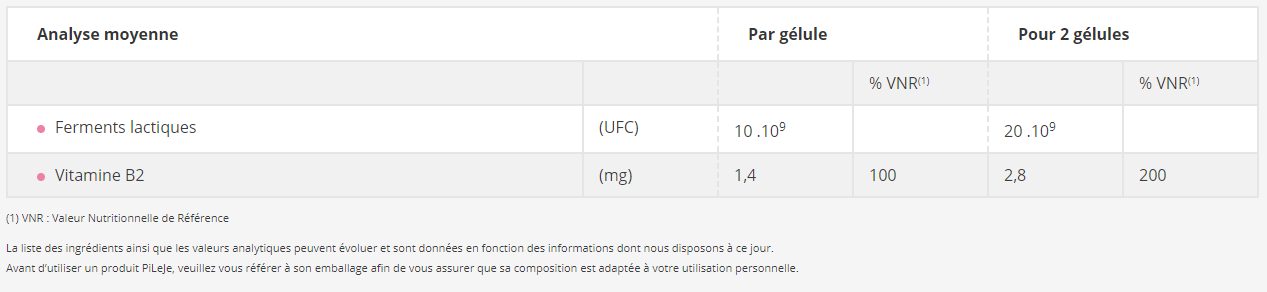 Analyse moyenne Par gélule Pour 2 gélules
% VNR(1) % VNR(1)
Ferments lactiques (UFC) 10 .10⁹ 20 .10⁹
Vitamine B2 (mg) 1,4 100 2,8 200
(1) VNR : Valeur Nutritionnelle de Référence
La liste des ingrédients ainsi que les valeurs analytiques peuvent évoluer et sont données en fonction des informations dont nous disposons à ce jour.
Avant d’utiliser un produit PiLeJe, veuillez vous référer à son emballage afin de vous assurer que sa composition est adaptée à votre utilisation personnelle.